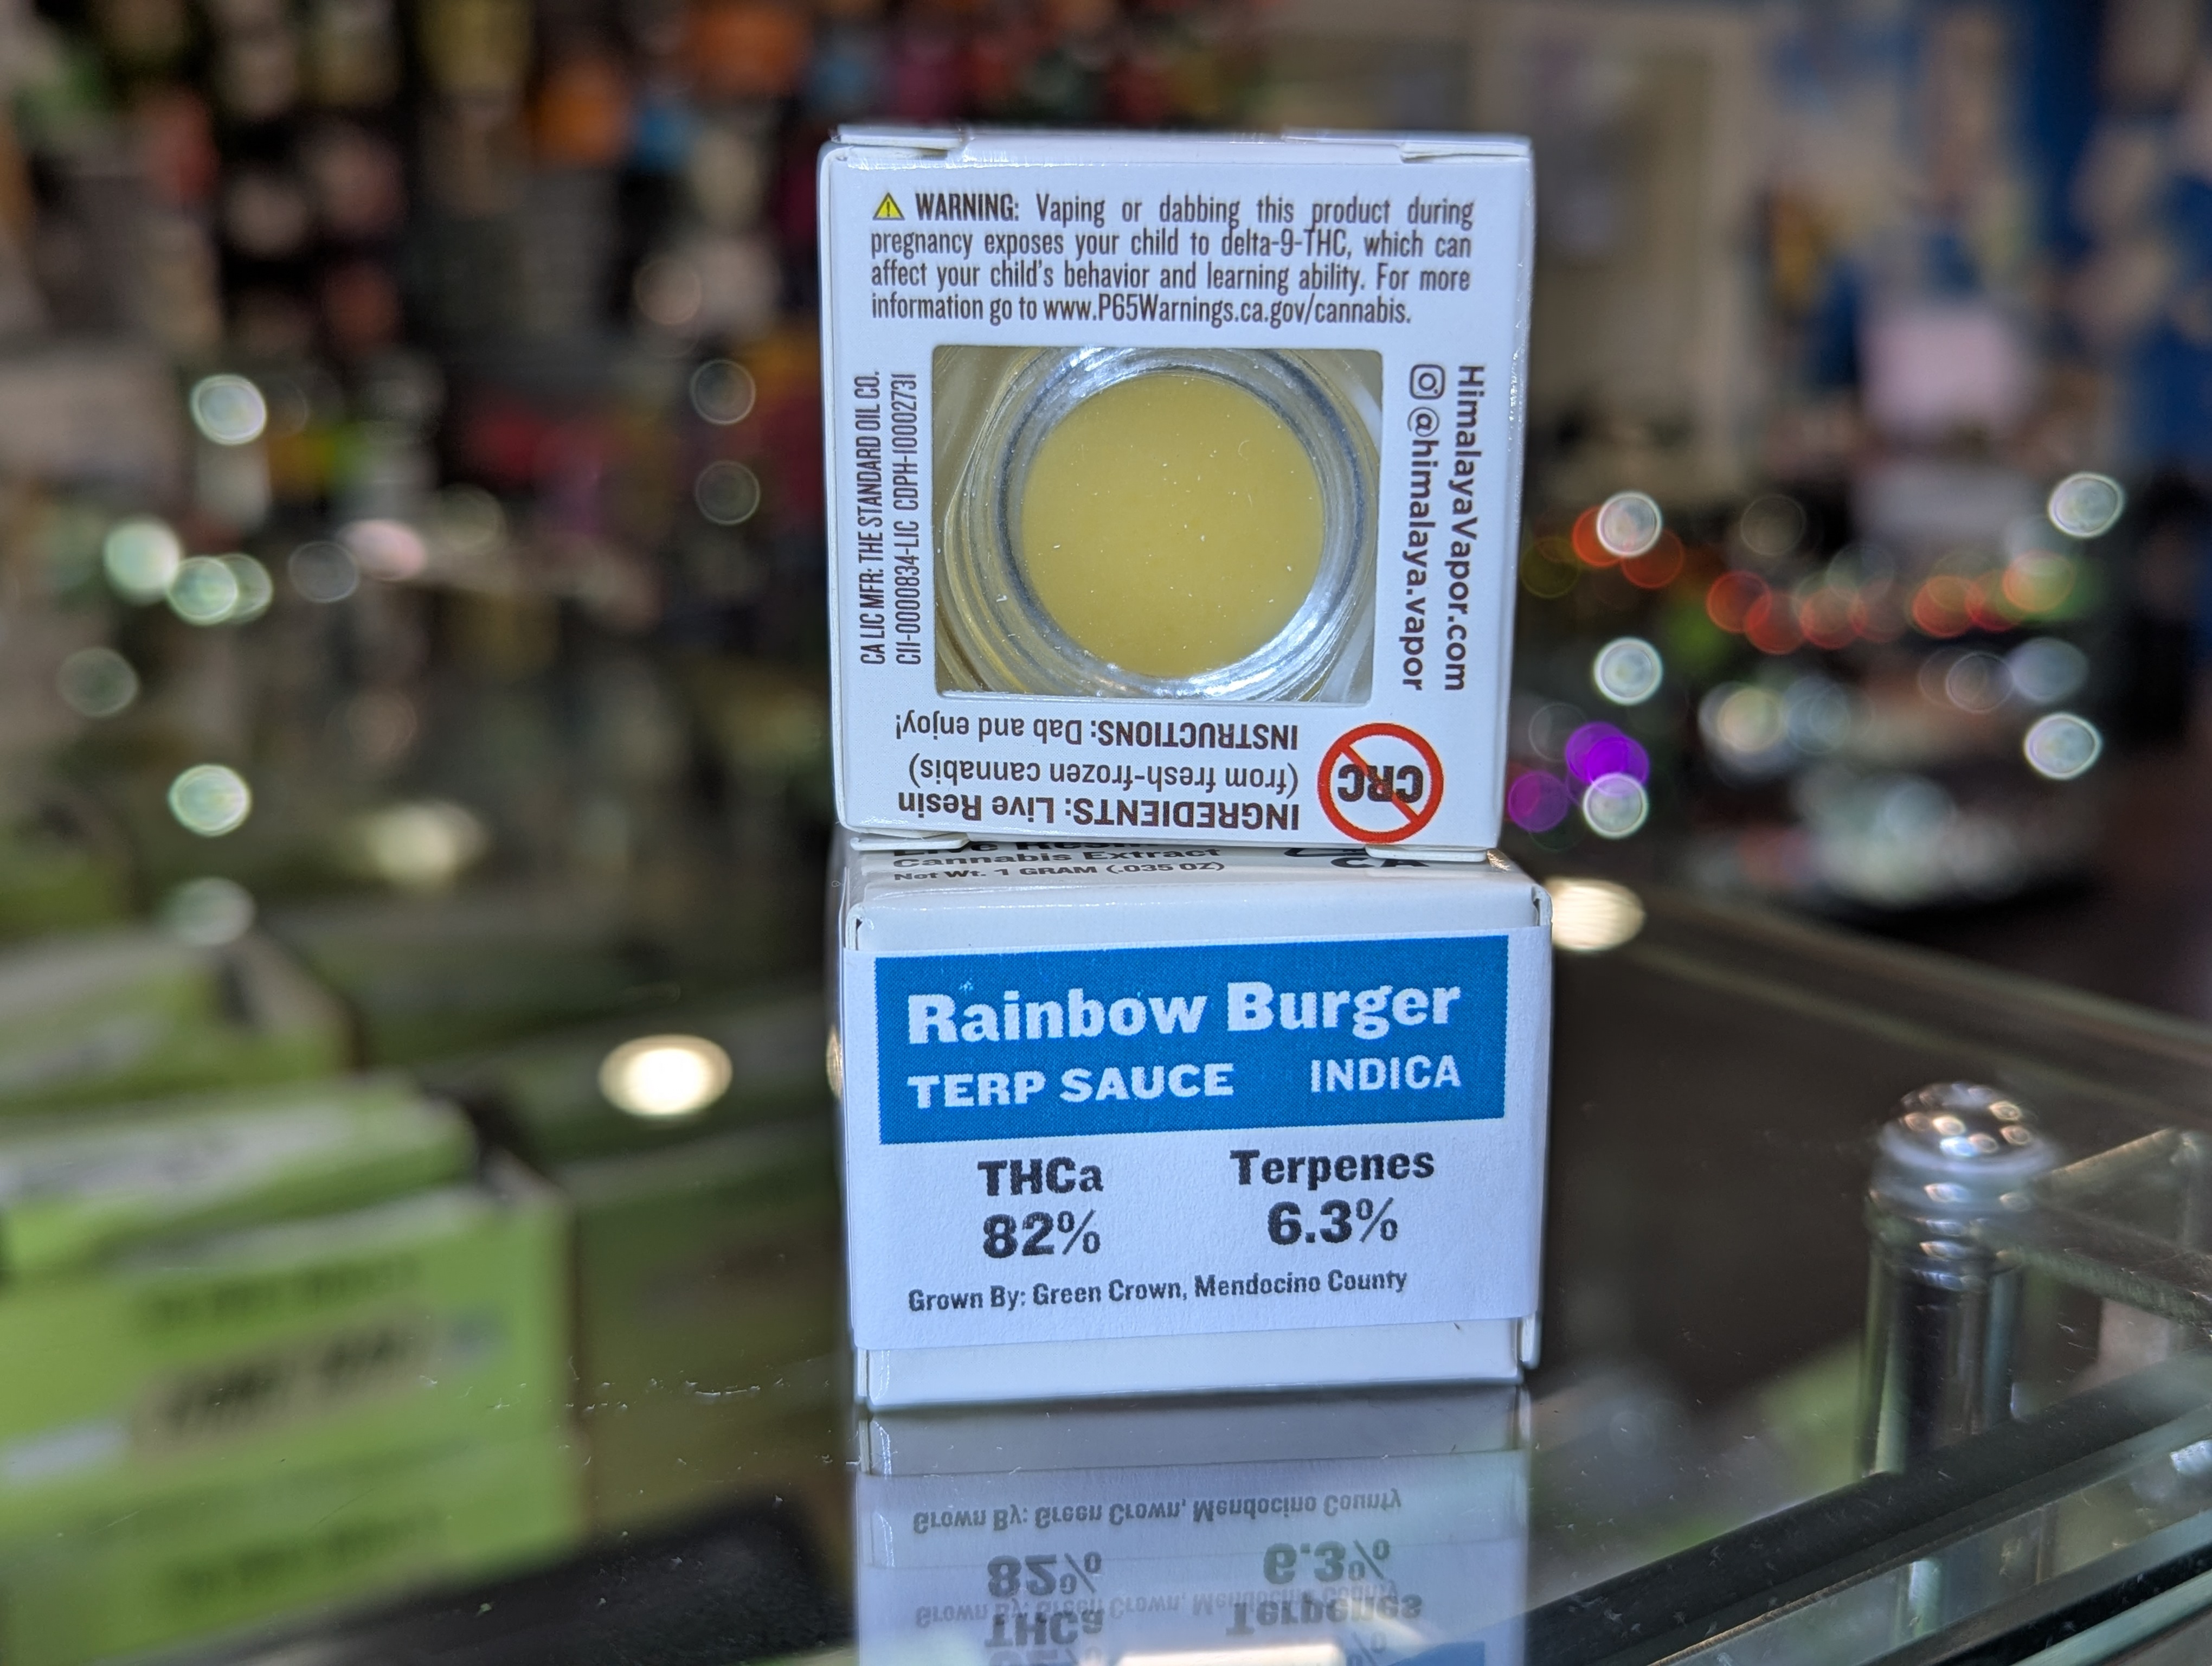 ⚠ WARNING: Vaping or dabbing this product during
pregnancy exposes your child to delta-9-THC, which can
affect your child's behavior and learning ability. For more
information go to www.P65Warnings.ca.gov/cannabis.
CA LIC MFR: THE STANDARD OIL CO.
C11-0000834-LIC CDPH-10002731
HimalayaVapor.com
@himalaya.vapor
CRC
INGREDIENTS: Live Resin
(from fresh-frozen cannabis)
INSTRUCTIONS: Dab and enjoy!
Live
Cannabis Extract
Net Wt. 1 GRAM (.035 OZ)
CA
Rainbow Burger
TERP SAUCE INDICA
THCa Terpenes
82% 6.3%
Grown By: Green Crown, Mendocino County